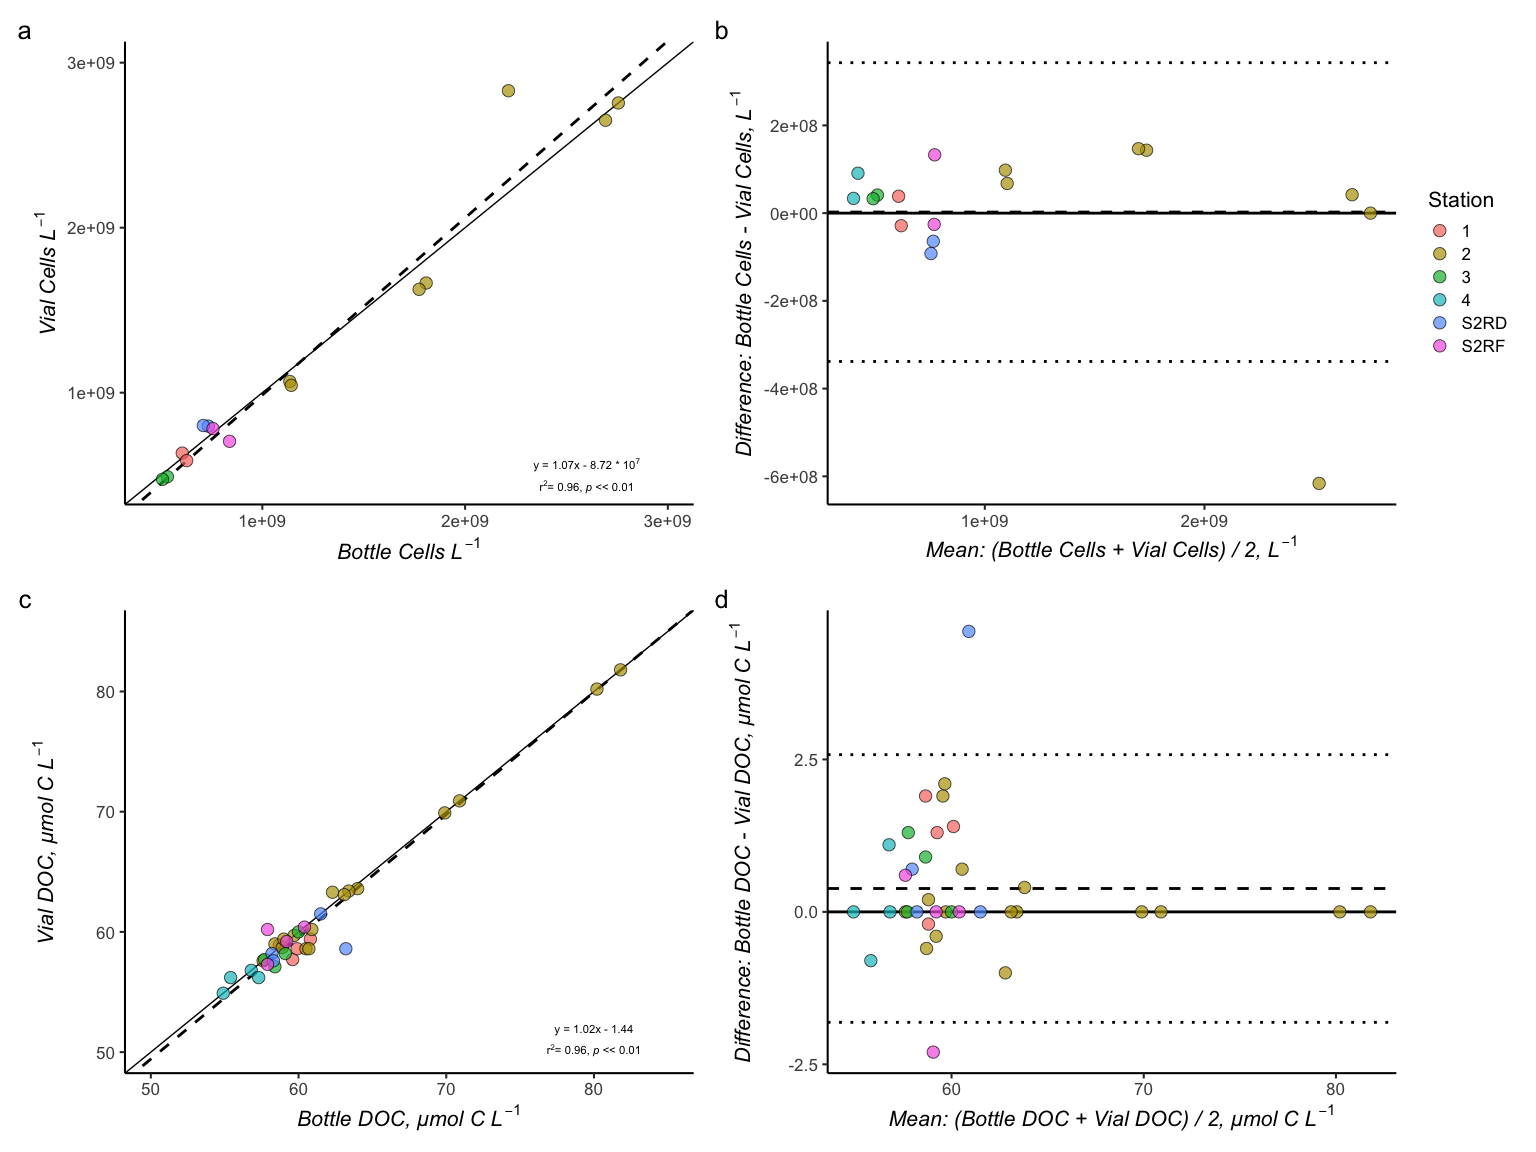 a
3e+09
2e+09
1e+09
Vial Cells L⁻¹
y = 1.07x - 8.72 * 10⁷
r²= 0.96, p << 0.01
1e+09 2e+09 3e+09
Bottle Cells L⁻¹
b
2e+08
0e+00
-2e+08
-4e+08
-6e+08
Difference: Bottle Cells - Vial Cells, L⁻¹
1e+09 2e+09
Mean: (Bottle Cells + Vial Cells) / 2, L⁻¹
Station
1
2
3
4
S2RD
S2RF
c
80
70
60
50
Vial DOC, µmol C L⁻¹
y = 1.02x - 1.44
r²= 0.96, p << 0.01
50 60 70 80
Bottle DOC, µmol C L⁻¹
d
2.5
0.0
-2.5
Difference: Bottle DOC - Vial DOC, µmol C L⁻¹
60 70 80
Mean: (Bottle DOC + Vial DOC) / 2, µmol C L⁻¹